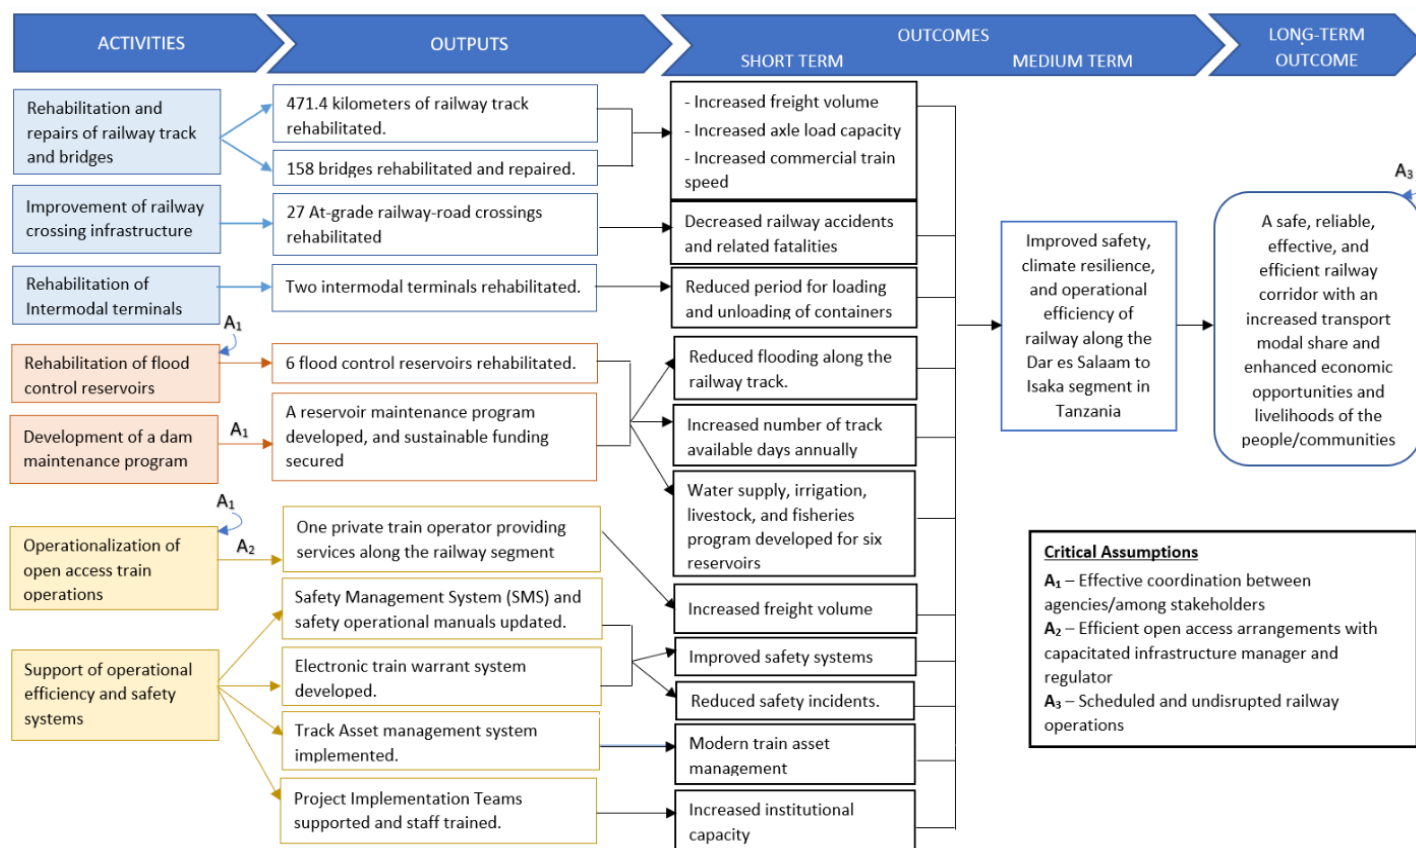 ACTIVITIES
OUTPUTS
OUTCOMES
SHORT TERM
MEDIUM TERM
LONG-TERM
OUTCOME
Rehabilitation and
repairs of railway track
and bridges
471.4 kilometers of railway track
rehabilitated.
158 bridges rehabilitated and repaired.
- Increased freight volume
- Increased axle load capacity
- Increased commercial train
speed
Improvement of railway
crossing infrastructure
27 At-grade railway-road crossings
rehabilitated
Decreased railway accidents
and related fatalities
Rehabilitation of
Intermodal terminals
Two intermodal terminals rehabilitated.
Reduced period for loading
and unloading of containers
A1
Rehabilitation of flood
control reservoirs
6 flood control reservoirs rehabilitated.
Reduced flooding along the
railway track.
Development of a dam
maintenance program
A1
A reservoir maintenance program
developed, and sustainable funding
secured
Increased number of track
available days annually
Water supply, irrigation,
livestock, and fisheries
program developed for six
reservoirs
A1
Operationalization of
open access train
operations
A2
One private train operator providing
services along the railway segment
Increased freight volume
Support of operational
efficiency and safety
systems
Safety Management System (SMS) and
safety operational manuals updated.
Electronic train warrant system
developed.
Improved safety systems
Reduced safety incidents.
Track Asset management system
implemented.
Modern train asset
management
Project Implementation Teams
supported and staff trained.
Increased institutional
capacity
Improved safety,
climate resilience,
and operational
efficiency of
railway along the
Dar es Salaam to
Isaka segment in
Tanzania
A3
A safe, reliable,
effective, and
efficient railway
corridor with an
increased transport
modal share and
enhanced economic
opportunities and
livelihoods of the
people/communities
Critical Assumptions
A1 – Effective coordination between
agencies/among stakeholders
A2 – Efficient open access arrangements with
capacitated infrastructure manager and
regulator
A3 – Scheduled and undisrupted railway
operations